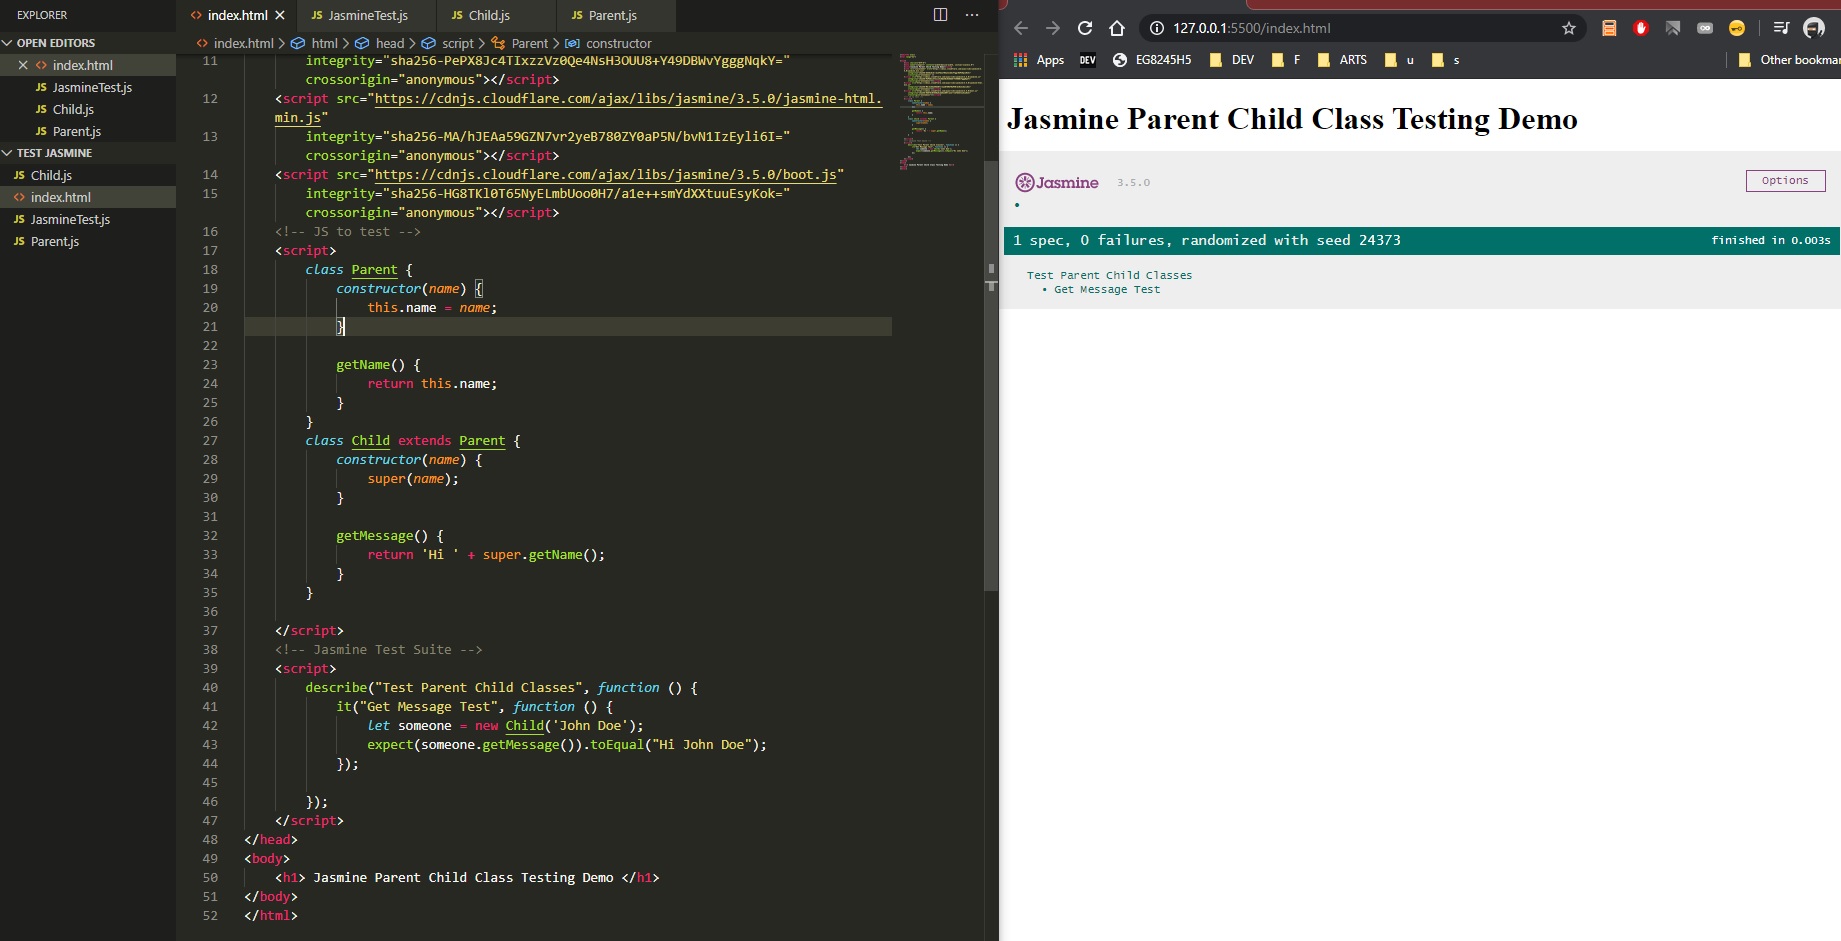 EXPLORER
OPEN EDITORS
index.html
JasmineTest.js
Child.js
Parent.js
TEST JASMINE
Child.js
index.html
JasmineTest.js
Parent.js
index.html
JasmineTest.js
Child.js
Parent.js
index.html > html > head > script > Parent > constructor
11 integrity="sha256-PePX8Jc4TIxzzVz0Qe4NsH3OUU8+Y49DBWvYgggNqkY="
crossorigin="anonymous"></script>
12 <script src="https://cdnjs.cloudflare.com/ajax/libs/jasmine/3.5.0/jasmine-html.
min.js"
13 integrity="sha256-MA/hJEAa59GZN7vr2yeB780ZY0aP5N/bvN1IzEyli6I="
crossorigin="anonymous"></script>
14 <script src="https://cdnjs.cloudflare.com/ajax/libs/jasmine/3.5.0/boot.js"
15 integrity="sha256-HG8TKl0T65NyELmbUoo0H7/a1e++smYdXXtuuEsyKok="
crossorigin="anonymous"></script>
16 <!-- JS to test -->
17 <script>
18 class Parent {
19 constructor(name) {
20 this.name = name;
21 }
22
23 getName() {
24 return this.name;
25 }
26 }
27 class Child extends Parent {
28 constructor(name) {
29 super(name);
30 }
31
32 getMessage() {
33 return 'Hi ' + super.getName();
34 }
35 }
36
37 </script>
38 <!-- Jasmine Test Suite -->
39 <script>
40 describe("Test Parent Child Classes", function () {
41 it("Get Message Test", function () {
42 let someone = new Child('John Doe');
43 expect(someone.getMessage()).toEqual("Hi John Doe");
44 });
45
46 });
47 </script>
48 </head>
49 <body>
50 <h1> Jasmine Parent Child Class Testing Demo </h1>
51 </body>
52 </html>
127.0.0.1:5500/index.html
Apps DEV EG8245H5 DEV F ARTS u s Other bookmar
Jasmine Parent Child Class Testing Demo
Jasmine 3.5.0 Options
•
1 spec, 0 failures, randomized with seed 24373 finished in 0.003s
Test Parent Child Classes
• Get Message Test